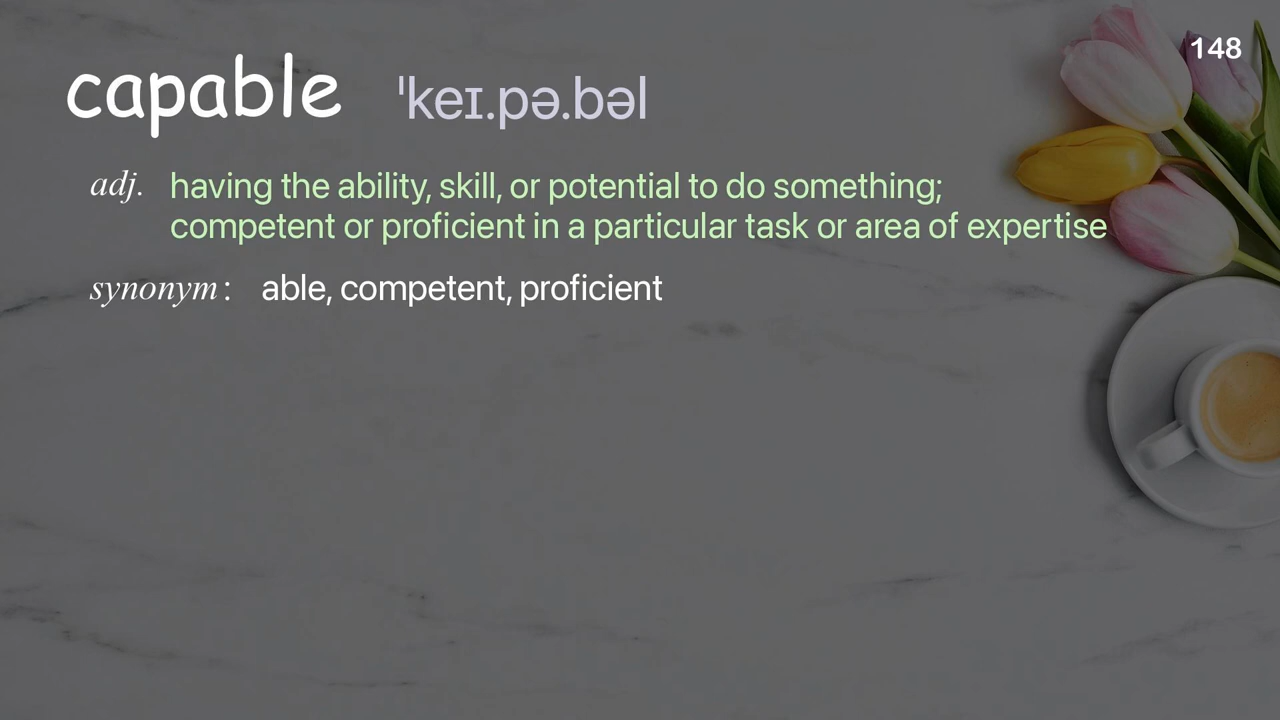 148
capable ˈkeɪ.pə.bəl
adj. having the ability, skill, or potential to do something;
competent or proficient in a particular task or area of expertise
synonym: able, competent, proficient